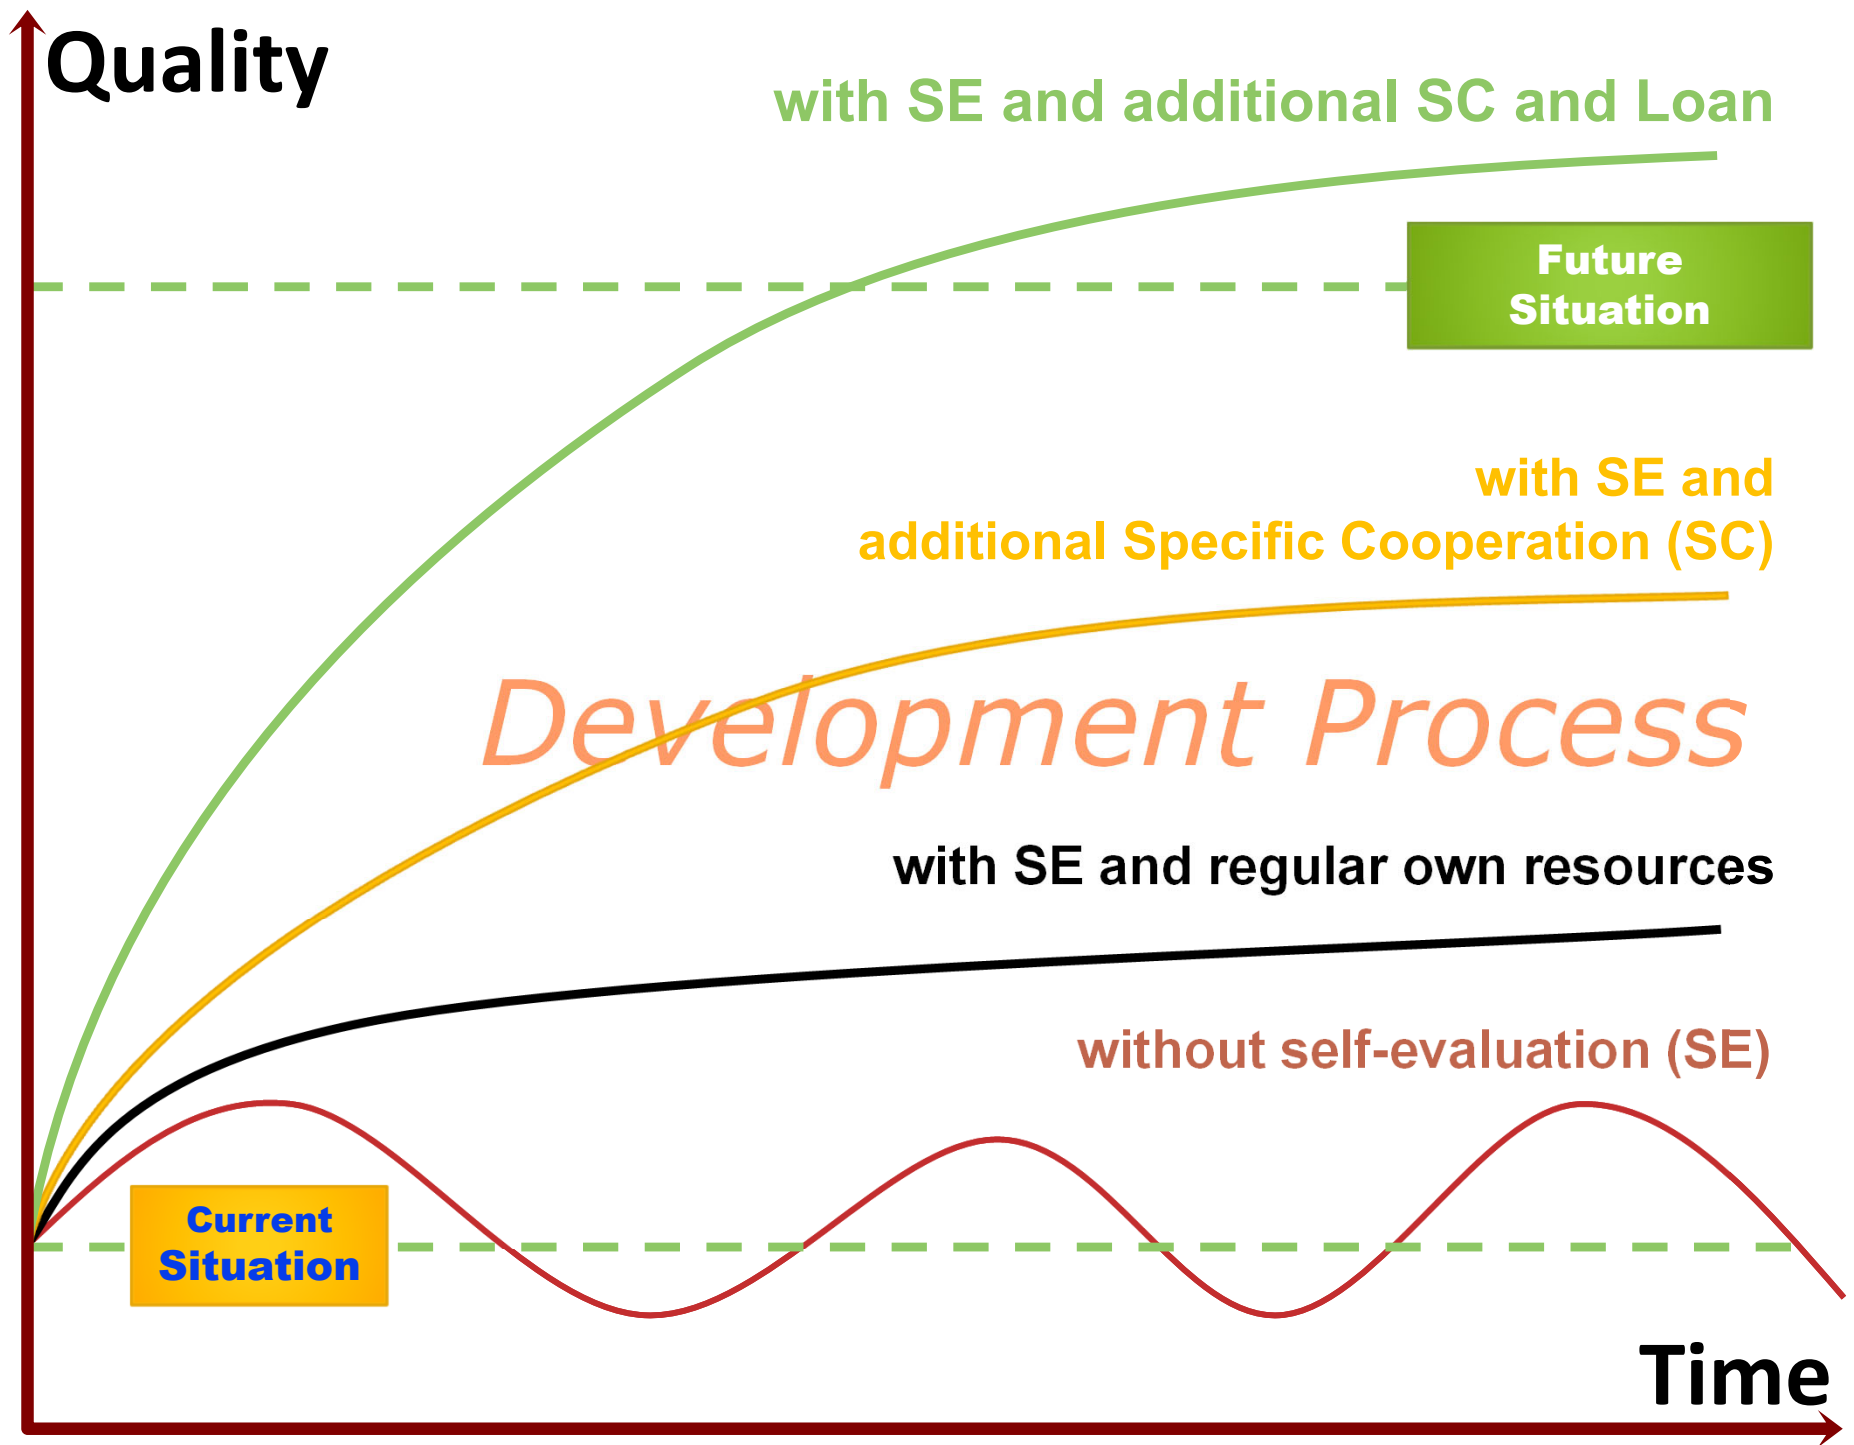 Quality
with SE and additional SC and Loan
Future
Situation
with SE and
additional Specific Cooperation (SC)
Development Process
with SE and regular own resources
without self-evaluation (SE)
Current
Situation
Time